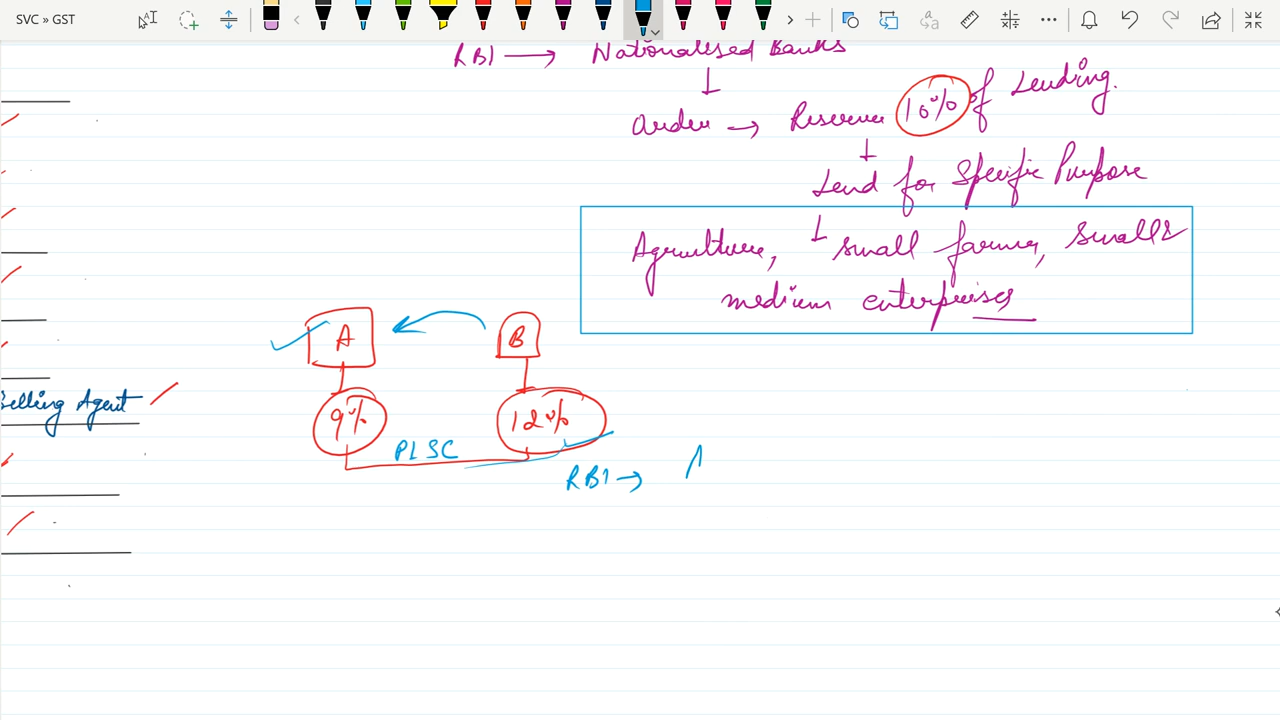 SVC » GST
RBI → Nationalised Banks
order → Reserve 10% of Lending.
Lend for Specific Purpose
Agriculture, small farmer, small &
medium enterprises
A B
9% 12%
Selling Agent
PLSC
RBI →